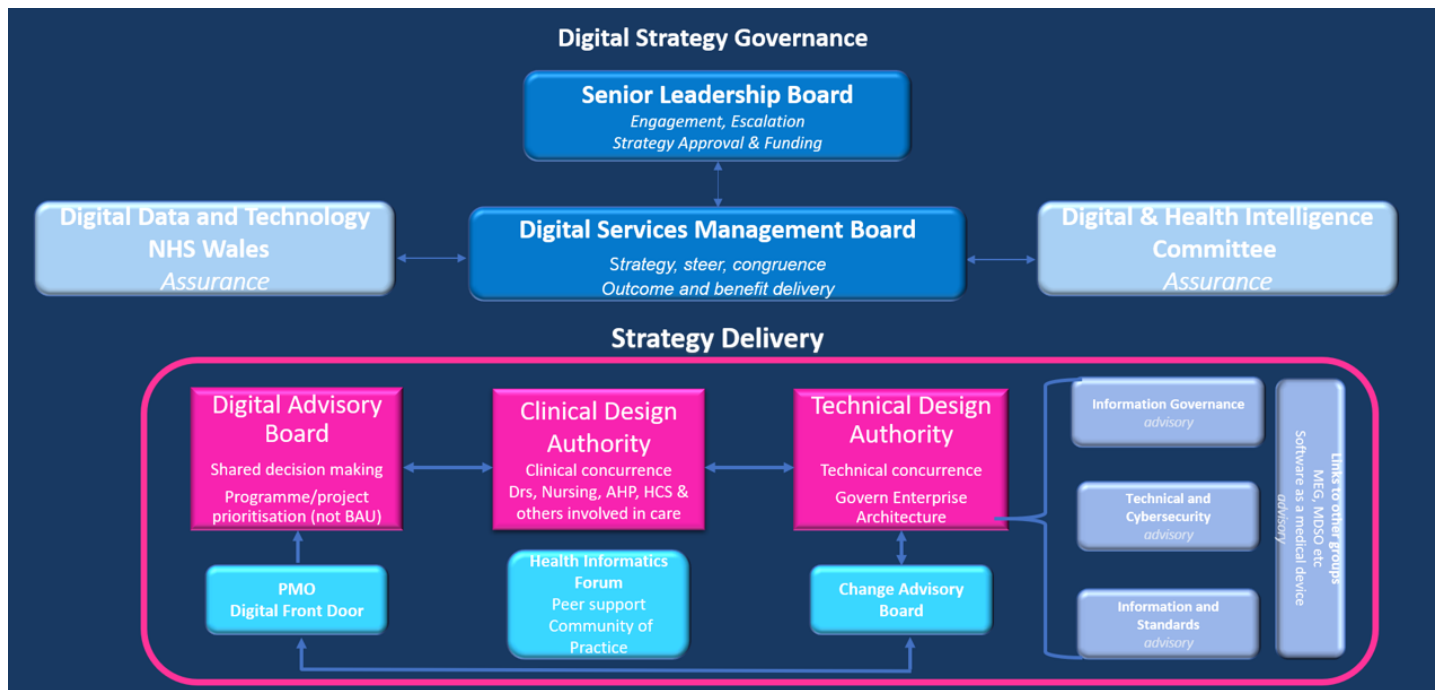 Digital Strategy Governance
Senior Leadership Board
Engagement, Escalation
Strategy Approval & Funding
Digital Data and Technology
NHS Wales
Assurance
Digital Services Management Board
Strategy, steer, congruence
Outcome and benefit delivery
Digital & Health Intelligence
Committee
Assurance
Strategy Delivery
Digital Advisory
Board
Shared decision making
Programme/project
prioritisation (not BAU)
Clinical Design
Authority
Clinical concurrence
Drs, Nursing, AHP, HCS &
others involved in care
Technical Design
Authority
Technical concurrence
Govern Enterprise
Architecture
Information Governance
advisory
Technical and
Cybersecurity
advisory
Information and
Standards
advisory
Links to other groups
MEG, MDSO etc
Software as a medical device
advisory
PMO
Digital Front Door
Health Informatics
Forum
Peer support
Community of
Practice
Change Advisory
Board